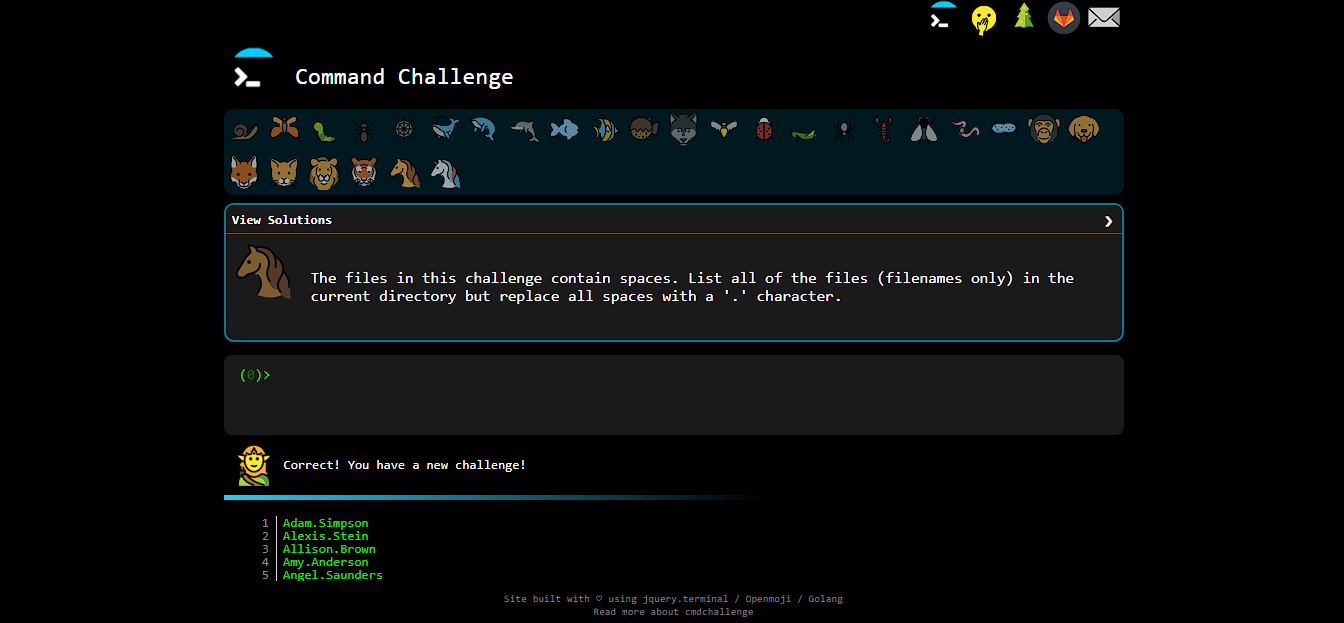 Command Challenge
View Solutions
The files in this challenge contain spaces. List all of the files (filenames only) in the
current directory but replace all spaces with a '.' character.
(0)>
Correct! You have a new challenge!
1 Adam.Simpson
2 Alexis.Stein
3 Allison.Brown
4 Amy.Anderson
5 Angel.Saunders
Site built with ♡ using jquery.terminal / Openmoji / Golang
Read more about cmdchallenge